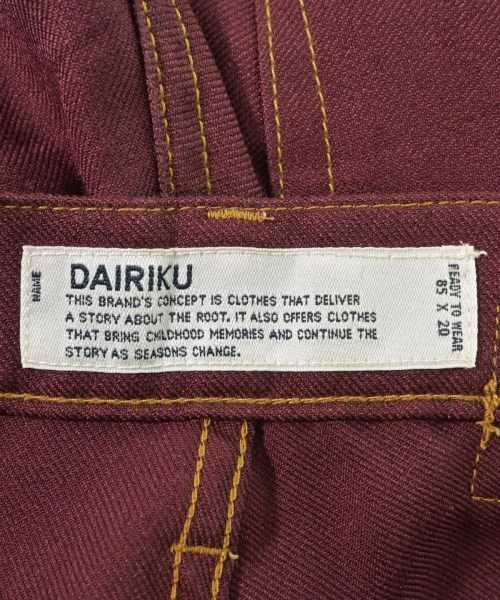 NAME
DAIRIKU
THIS BRAND'S CONCEPT IS CLOTHES THAT DELIVER
A STORY ABOUT THE ROOT. IT ALSO OFFERS CLOTHES
THAT BRING CHILDHOOD MEMORIES AND CONTINUE THE
STORY AS SEASONS CHANGE.
READY TO WEAR
85 X 20